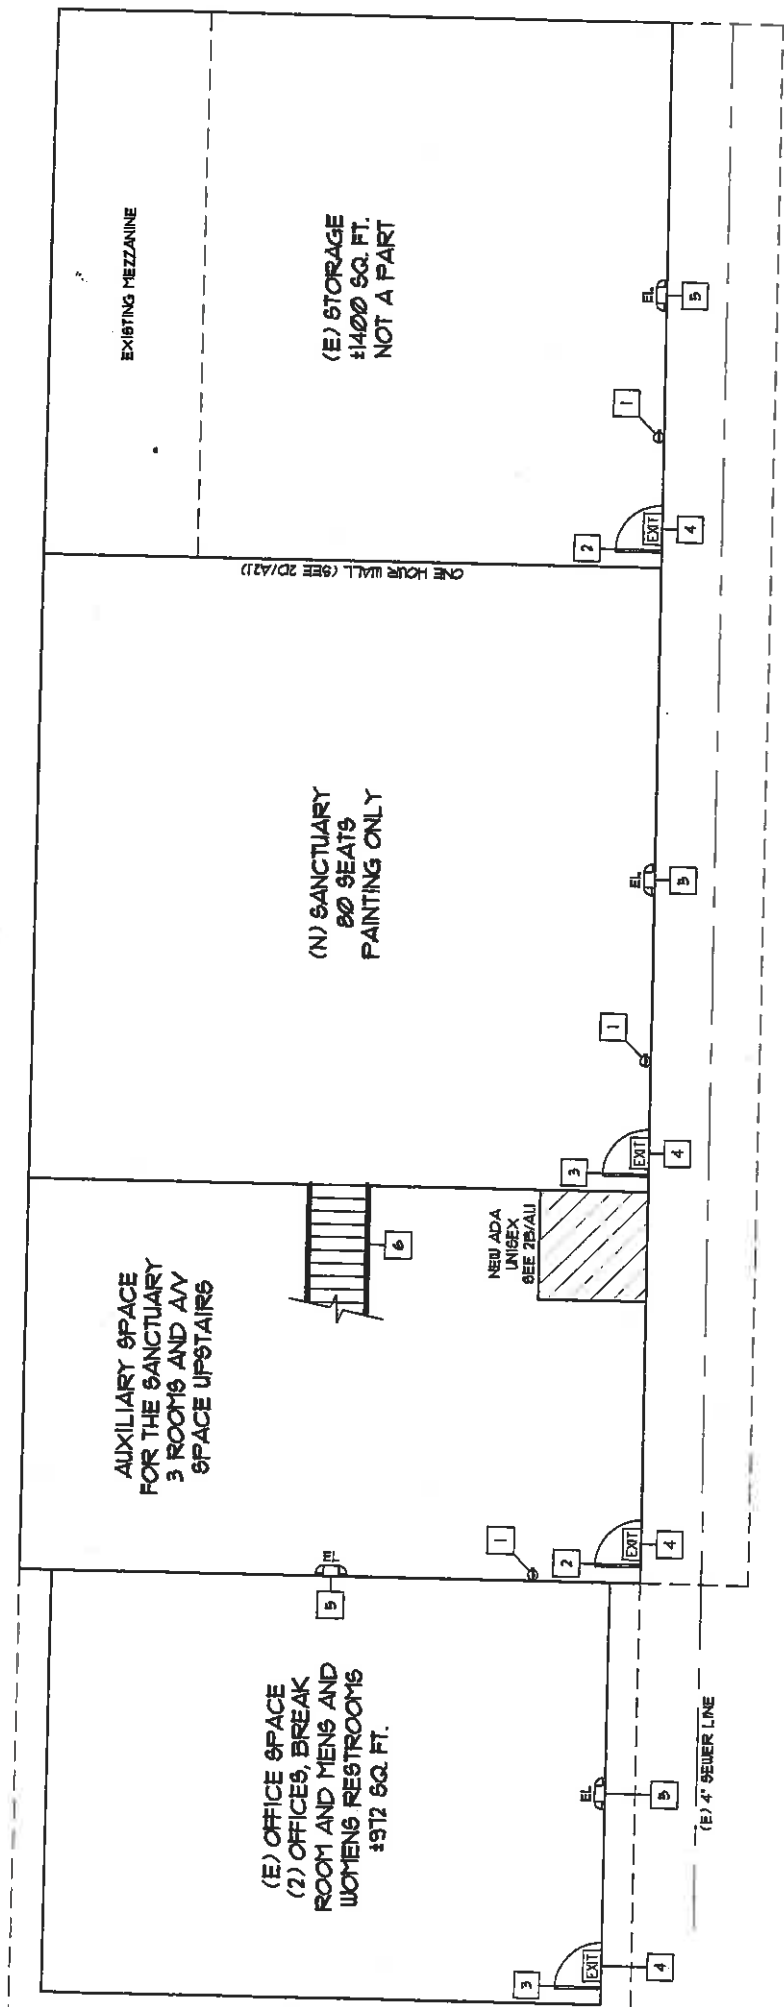 (E) OFFICE SPACE
(2) OFFICES, BREAK
ROOM AND MENS AND
WOMENS RESTROOMS
±972 SQ. FT.
3
EXIT
4
EL
5
(E) 4" SEWER LINE
5
EL
AUXILIARY SPACE
FOR THE SANCTUARY
3 ROOMS AND A/V
SPACE UPSTAIRS
1
2
EXIT
4
6
NEW ADA
UNISEX
SEE 2B/A1.1
(N) SANCTUARY
80 SEATS
PAINTING ONLY
3
EXIT
4
1
EL
5
ONE HOUR WALL (SEE 2D/A2.1)
EXISTING MEZZANINE
(E) STORAGE
±1400 SQ. FT.
NOT A PART
2
EXIT
4
1
EL
5